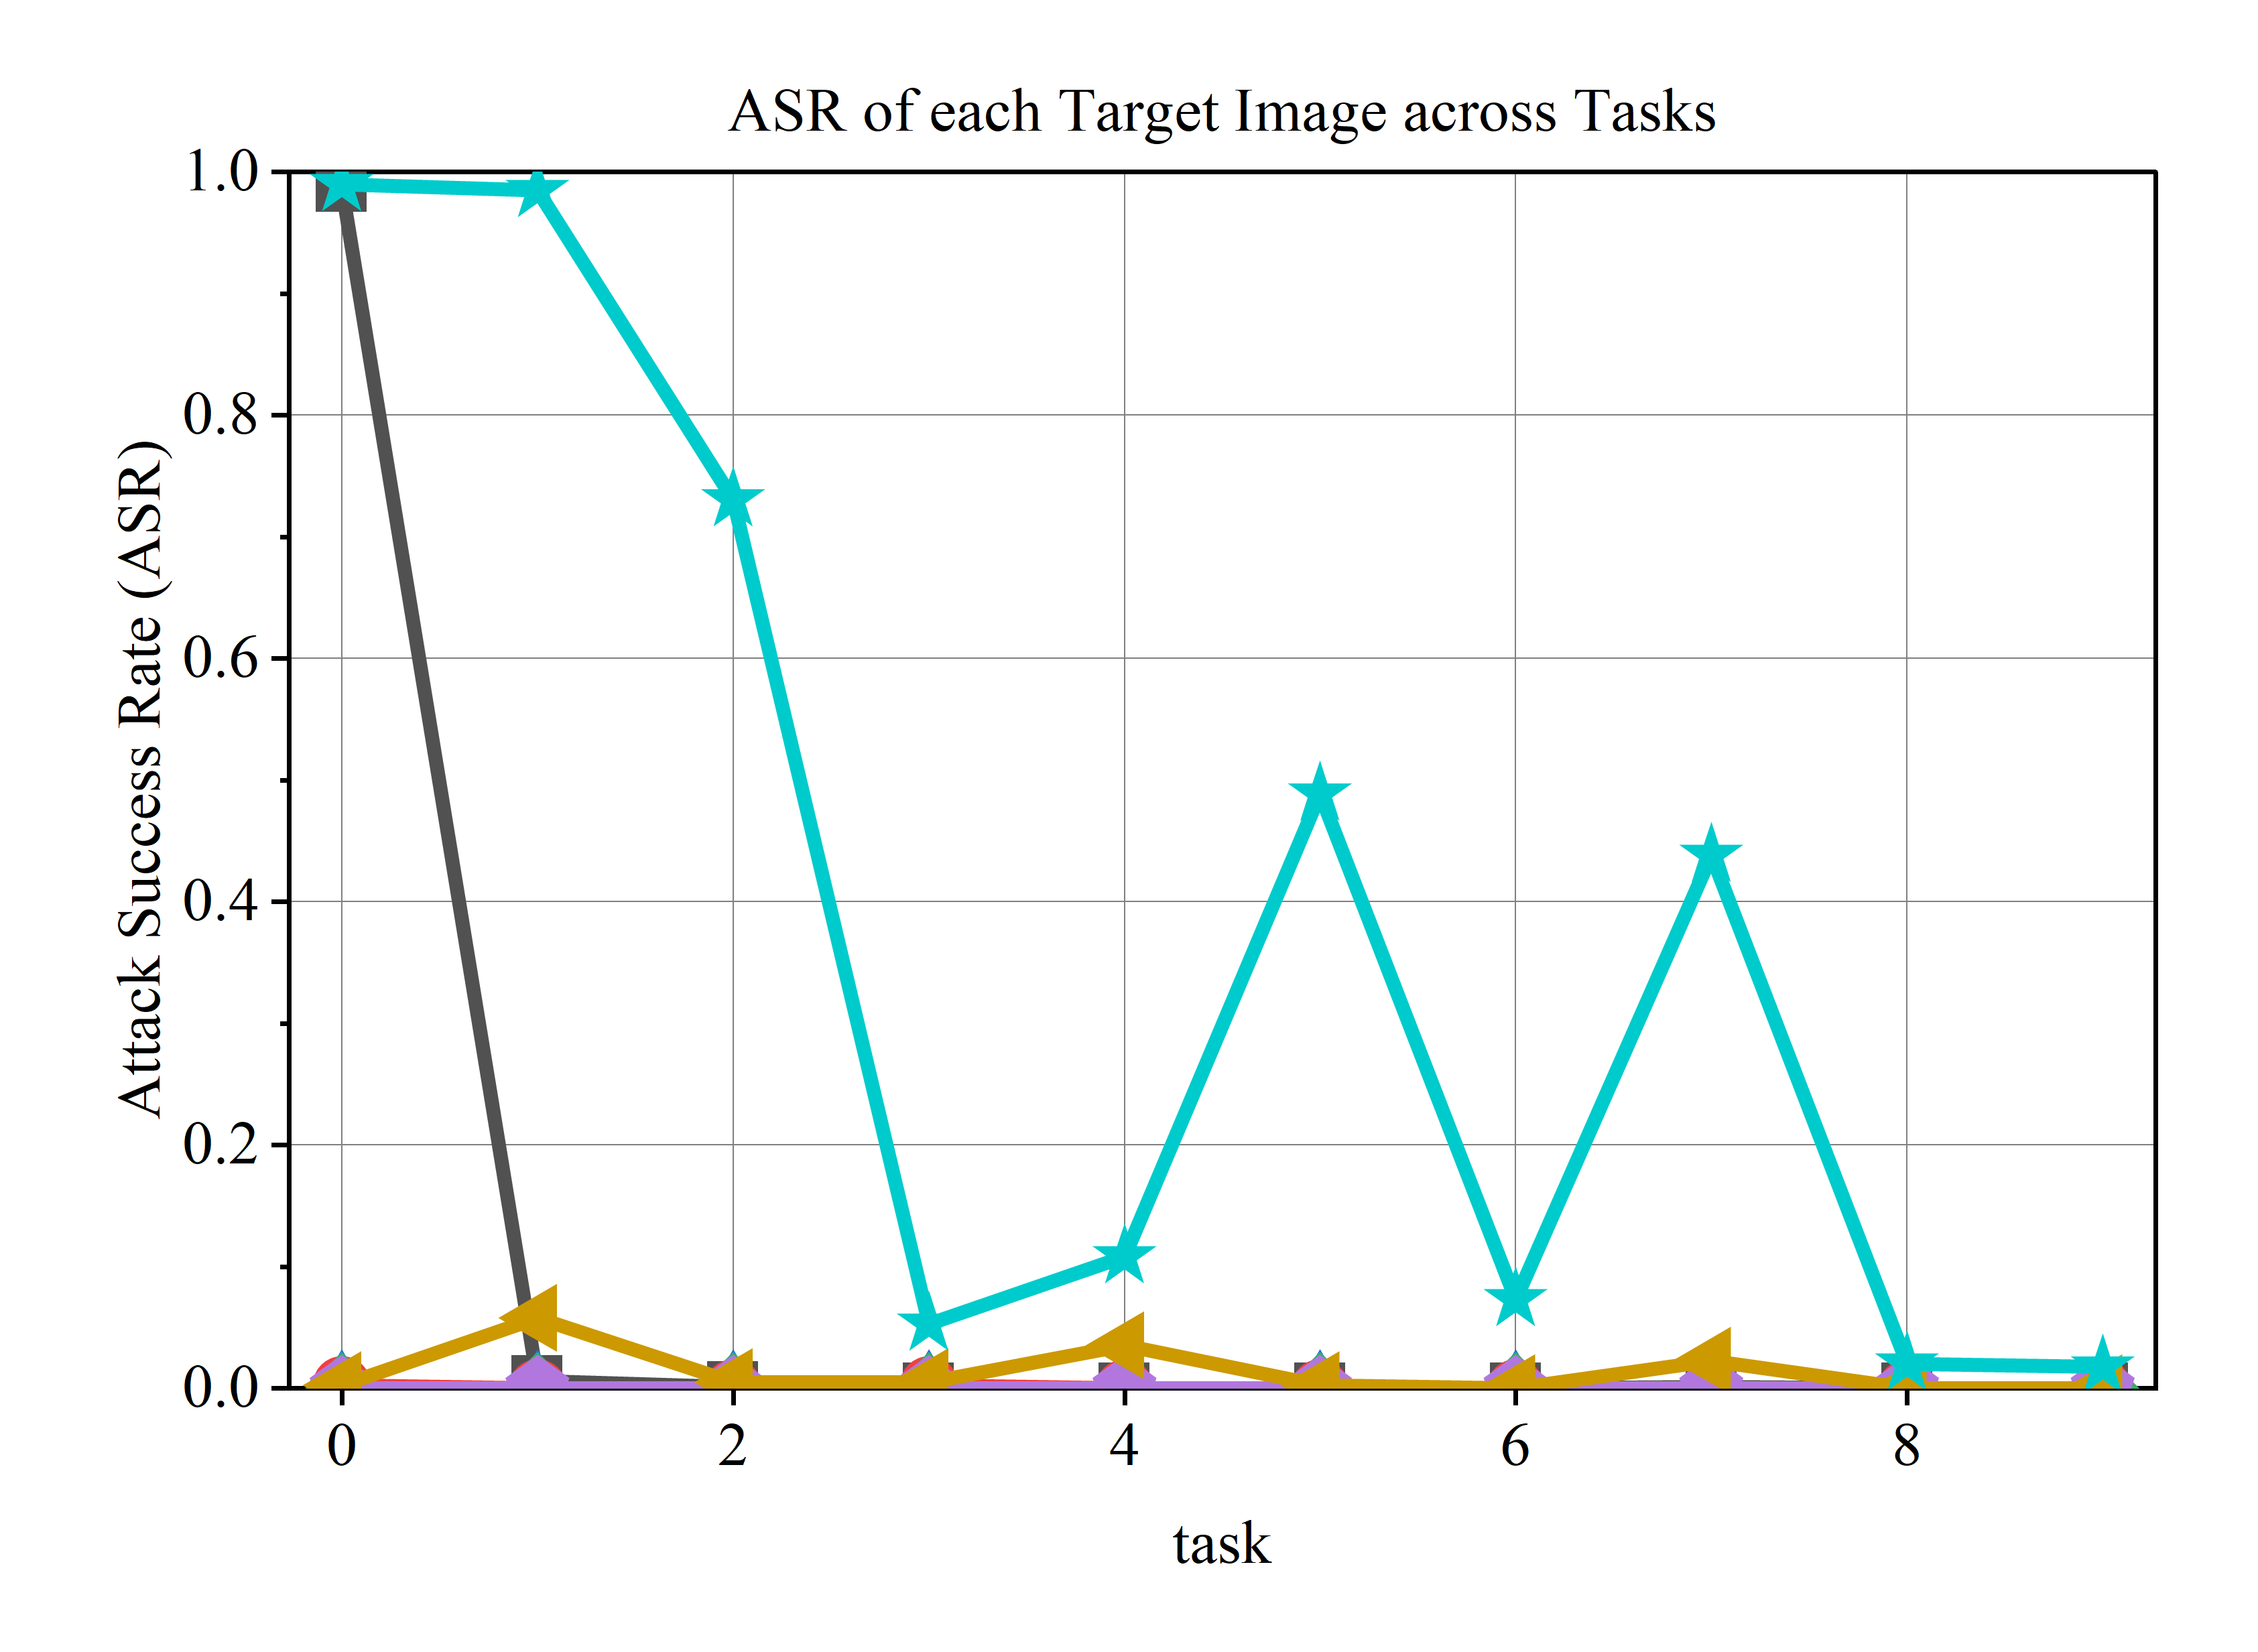 ASR of each Target Image across Tasks
1.0
0.8
0.6
0.4
0.2
0.0
Attack Success Rate (ASR)
0 2 4 6 8
task